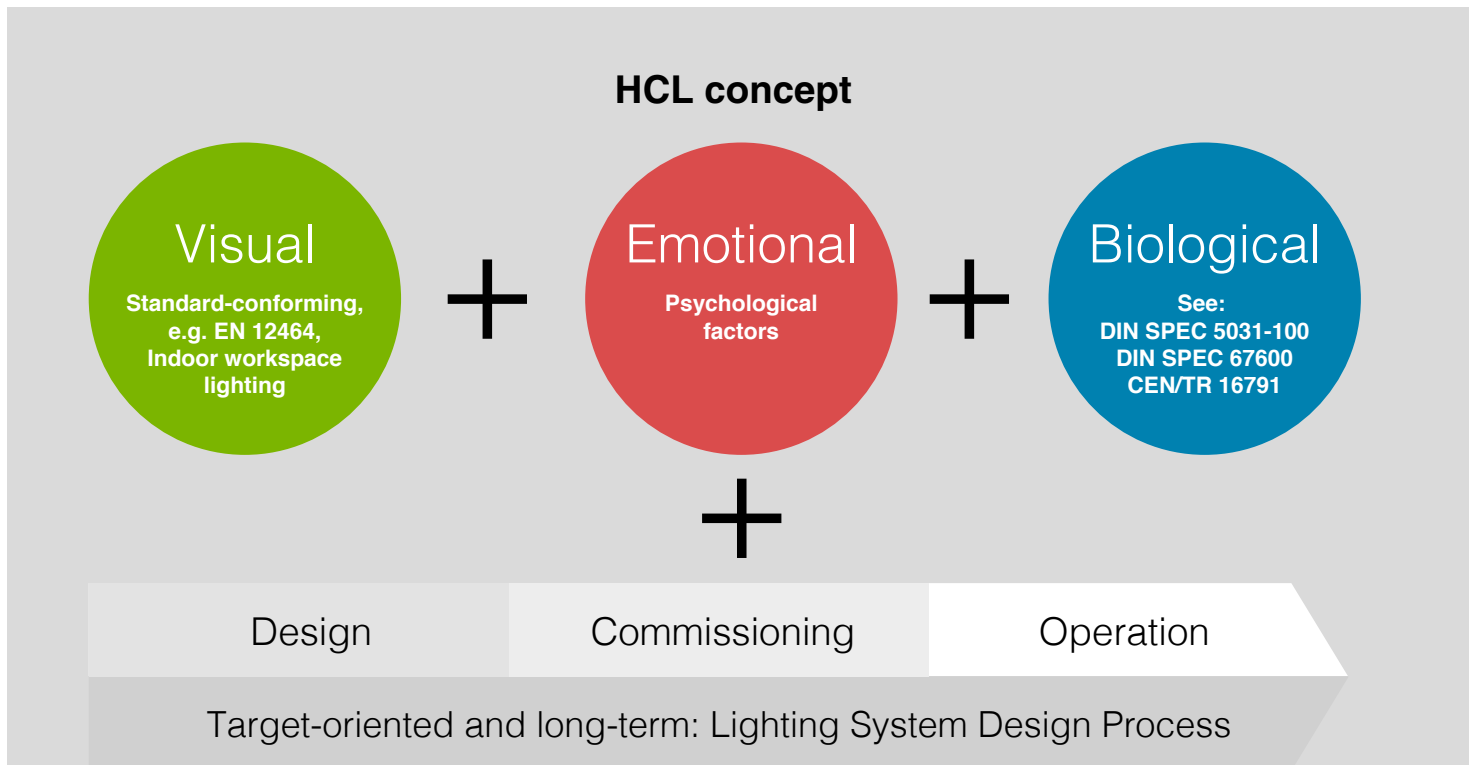 HCL concept
Visual
Standard-conforming,
e.g. EN 12464,
Indoor workspace
lighting
Emotional
Psychological
factors
Biological
See:
DIN SPEC 5031-100
DIN SPEC 67600
CEN/TR 16791
Design
Commissioning
Operation
Target-oriented and long-term: Lighting System Design Process